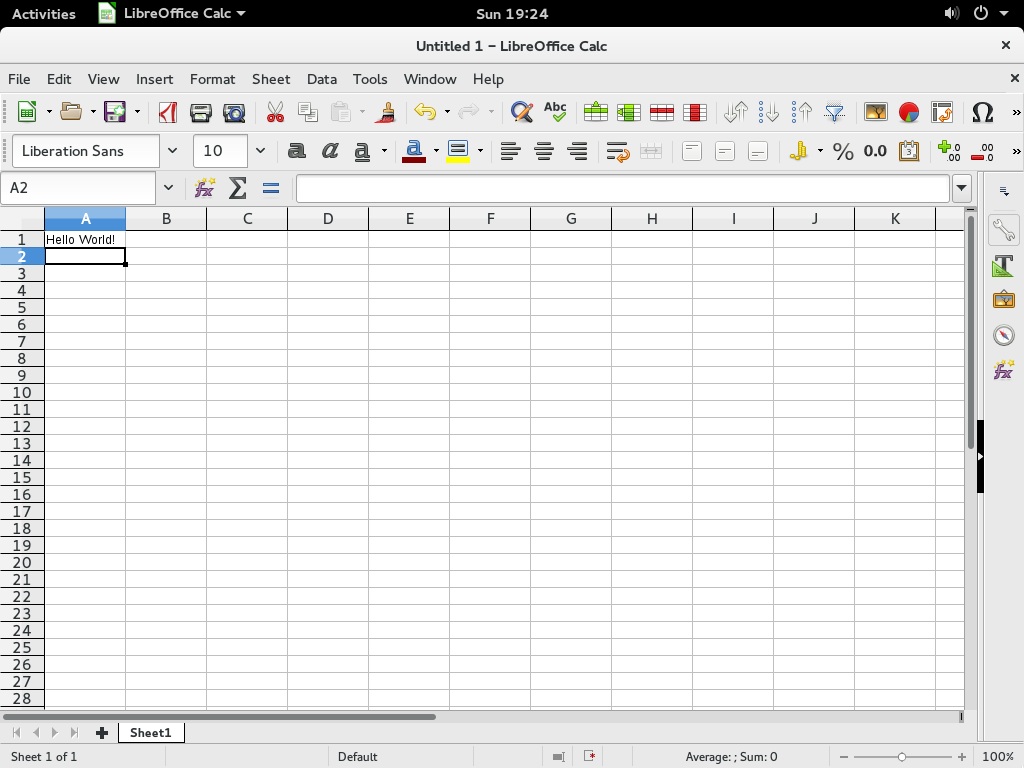 Activities LibreOffice Calc Sun 19:24
Untitled 1 – LibreOffice Calc
File Edit View Insert Format Sheet Data Tools Window Help
Abc
Liberation Sans 10 a a a a % 0.0 .00 .00
A2
A B C D E F G H I J K
1 Hello World!
2
3
4
5
6
7
8
9
10
11
12
13
14
15
16
17
18
19
20
21
22
23
24
25
26
27
28
Sheet1
Sheet 1 of 1 Default Average: ; Sum: 0 100%